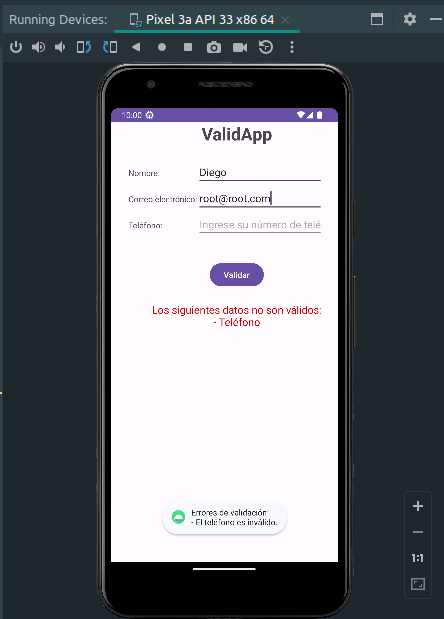 Running Devices:
Pixel 3a API 33 x86 64
10:00
ValidApp
Nombre:
Diego
Correo electrónico:
root@root.com
Teléfono:
Ingrese su número de telé
Validar
Los siguientes datos no son válidos:
- Teléfono
Errores de validación:
- El teléfono es inválido.
1:1